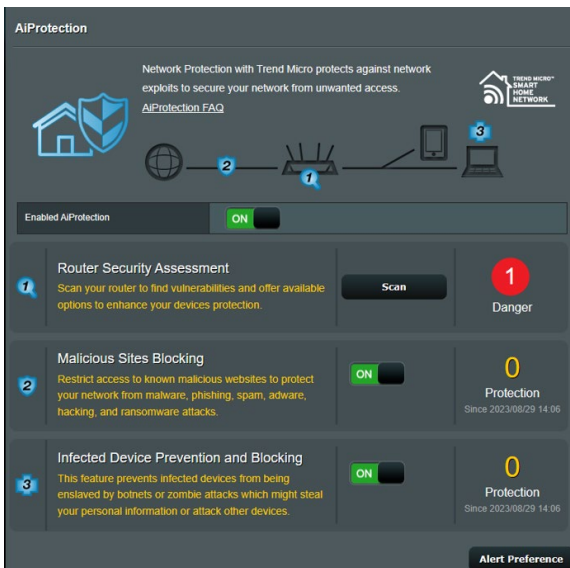 AiProtection
Network Protection with Trend Micro protects against network
exploits to secure your network from unwanted access.
AiProtection FAQ
TREND MICRO™
SMART
HOME
NETWORK
3
2
1
Enabled AiProtection
ON
1
Router Security Assessment
Scan your router to find vulnerabilities and offer available
options to enhance your devices protection.
Scan
1
Danger
2
Malicious Sites Blocking
Restrict access to known malicious websites to protect
your network from malware, phishing, spam, adware,
hacking, and ransomware attacks.
ON
0
Protection
Since 2023/08/29 14:06
3
Infected Device Prevention and Blocking
This feature prevents infected devices from being
enslaved by botnets or zombie attacks which might steal
your personal information or attack other devices.
ON
0
Protection
Since 2023/08/29 14:06
Alert Preference